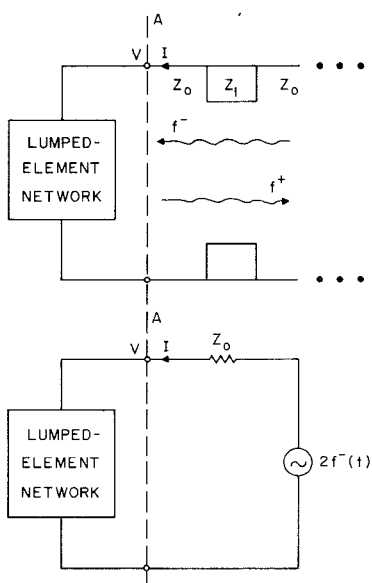 A
V I
Z₀ Z₁ Z₀
f⁻
f⁺
LUMPED-
ELEMENT
NETWORK
A
V I Z₀
LUMPED-
ELEMENT
NETWORK
2f⁻(t)